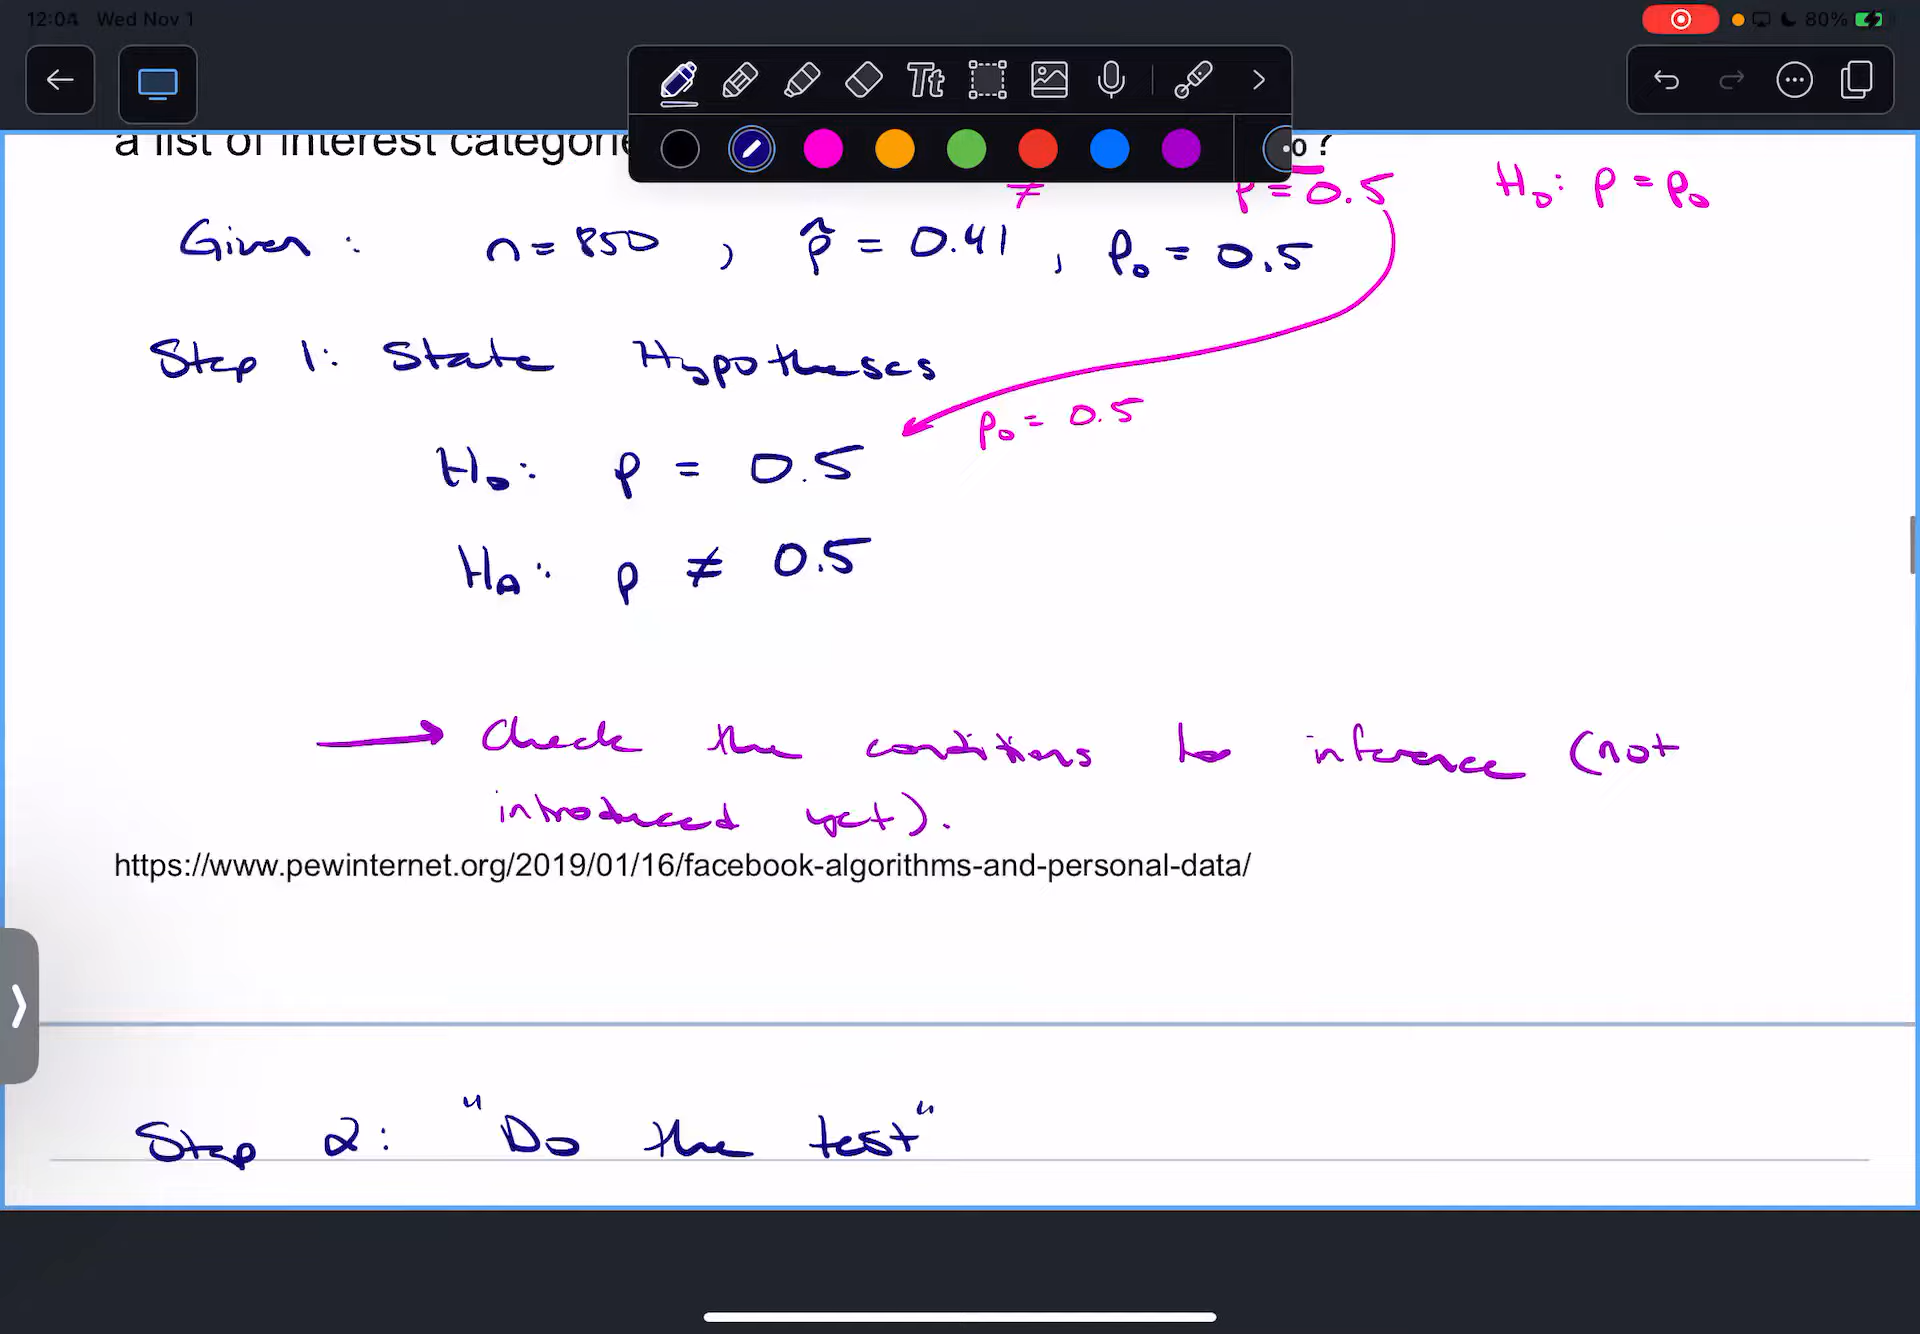 12:04 Wed Nov 1
80%
Tt
a list of interest categorie
o ?
≠ p = 0.5 H₀: p = p₀
Given : n = 850 , p̂ = 0.41 , p₀ = 0.5
Step 1: State Hypotheses
p₀ = 0.5
H₀: p = 0.5
HA: p ≠ 0.5
→ Check the conditions to inference (not
introduced yet).
https://www.pewinternet.org/2019/01/16/facebook-algorithms-and-personal-data/
Step 2: "Do the test"